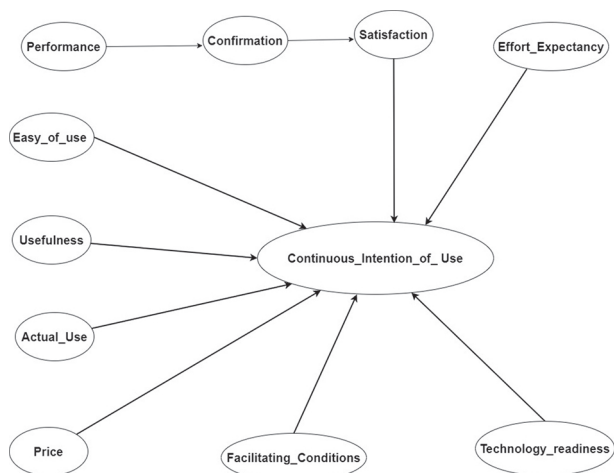 Performance
Confirmation
Satisfaction
Effort_Expectancy
Easy_of_use
Usefulness
Continuous_Intention_of_ Use
Actual_Use
Price
Facilitating_Conditions
Technology_readiness